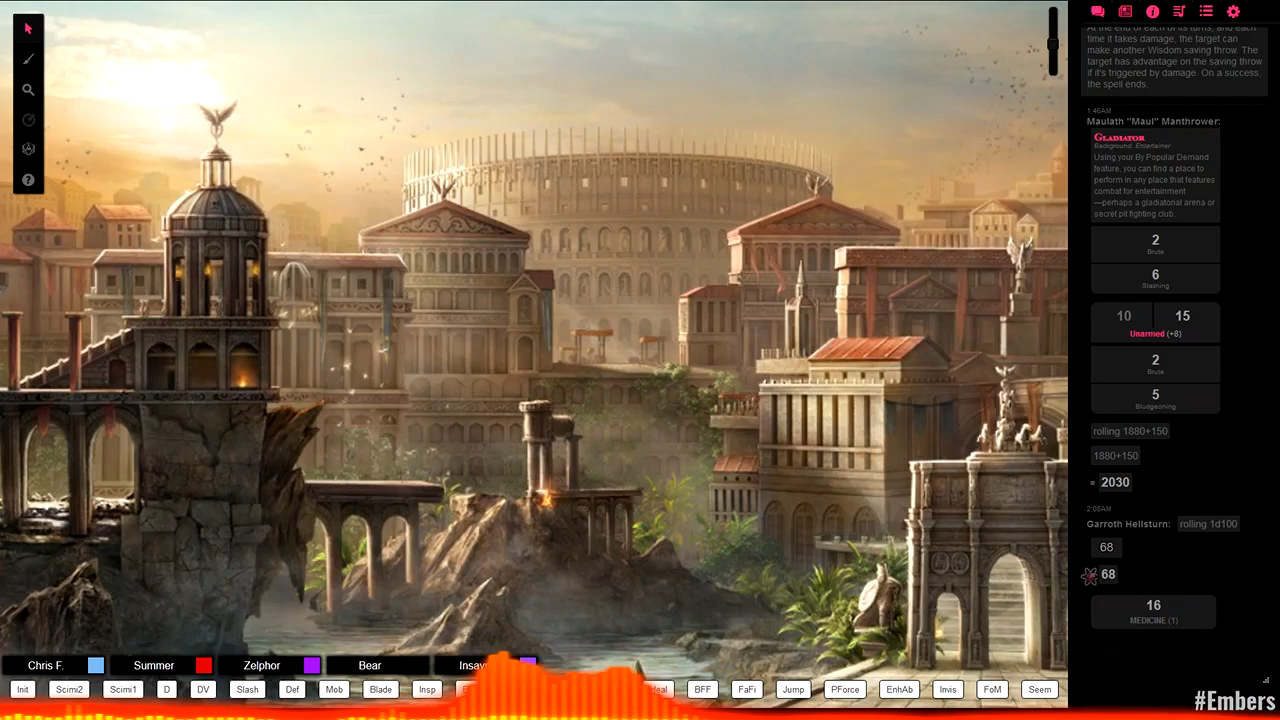 At the end of each of its turns, and each
time it takes damage, the target can
make another Wisdom saving throw. The
target has advantage on the saving throw
if it's triggered by damage. On a success,
the spell ends.
1:46AM
Maulath "Maul" Manthrower:
GLADIATOR
Background: Entertainer
Using your By Popular Demand
feature, you can find a place to
perform in any place that features
combat for entertainment
—perhaps a gladiatorial arena or
secret pit fighting club.
2
Brute
6
Slashing
10 15
Unarmed (+8)
2
Brute
5
Bludgeoning
rolling 1880+150
1880+150
= 2030
2:08AM
Garroth Hellsturn: rolling 1d100
68
68
16
MEDICINE (1)
Chris F. Summer Zelphor Bear
Init Scimi2 Scimi1 D DV Slash Def Mob Blade Insp BFF FaFi Jump PForce EnhAb Invis FoM Seem
#Embers